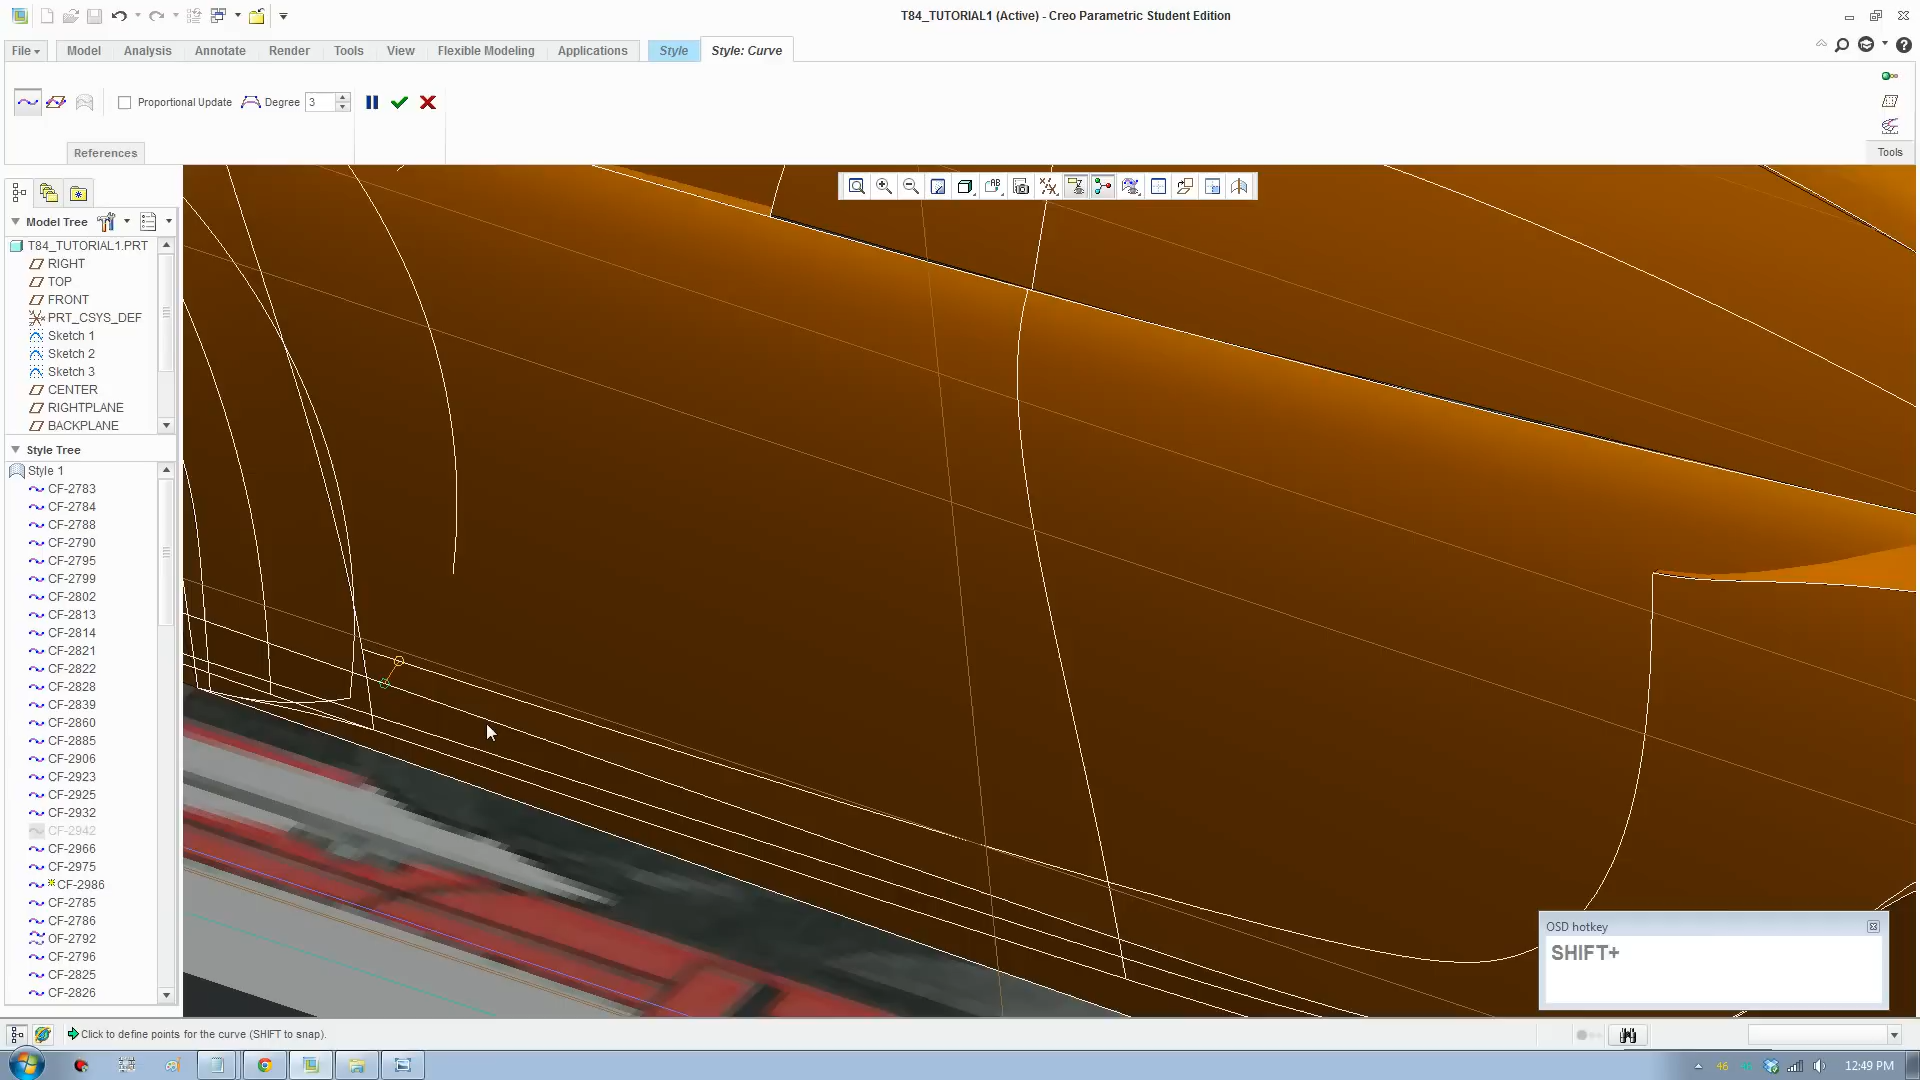 T84_TUTORIAL1 (Active) - Creo Parametric Student Edition
File Model Analysis Annotate Render Tools View Flexible Modeling Applications Style Style: Curve
Proportional Update Degree 3
References
Tools
Model Tree
T84_TUTORIAL1.PRT
RIGHT
TOP
FRONT
PRT_CSYS_DEF
Sketch 1
Sketch 2
Sketch 3
CENTER
RIGHTPLANE
BACKPLANE
Style Tree
Style 1
CF-2783
CF-2784
CF-2788
CF-2790
CF-2795
CF-2799
CF-2802
CF-2813
CF-2814
CF-2821
CF-2822
CF-2828
CF-2839
CF-2860
CF-2885
CF-2906
CF-2923
CF-2925
CF-2932
CF-2942
CF-2966
CF-2975
CF-2986
CF-2785
CF-2786
OF-2792
CF-2796
CF-2825
CF-2826
OSD hotkey
SHIFT+
Click to define points for the curve (SHIFT to snap).
46
12:49 PM